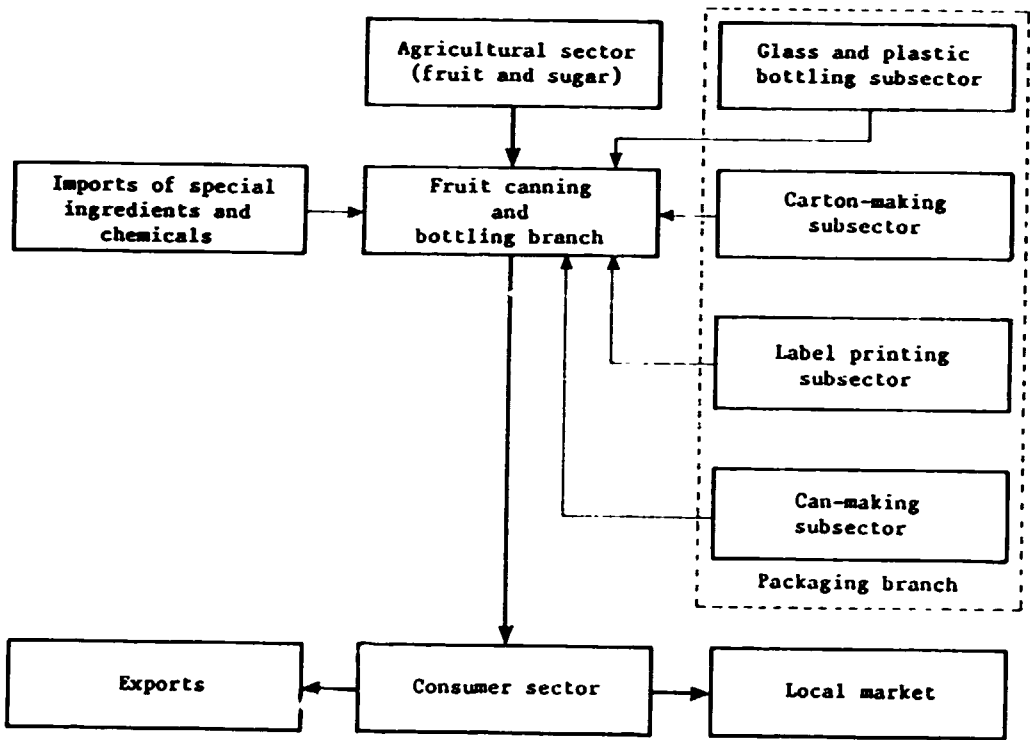 Agricultural sector
(fruit and sugar)
Glass and plastic
bottling subsector
Imports of special
ingredients and
chemicals
Fruit canning
and
bottling branch
Carton-making
subsector
Label printing
subsector
Can-making
subsector
Packaging branch
Exports
Consumer sector
Local market